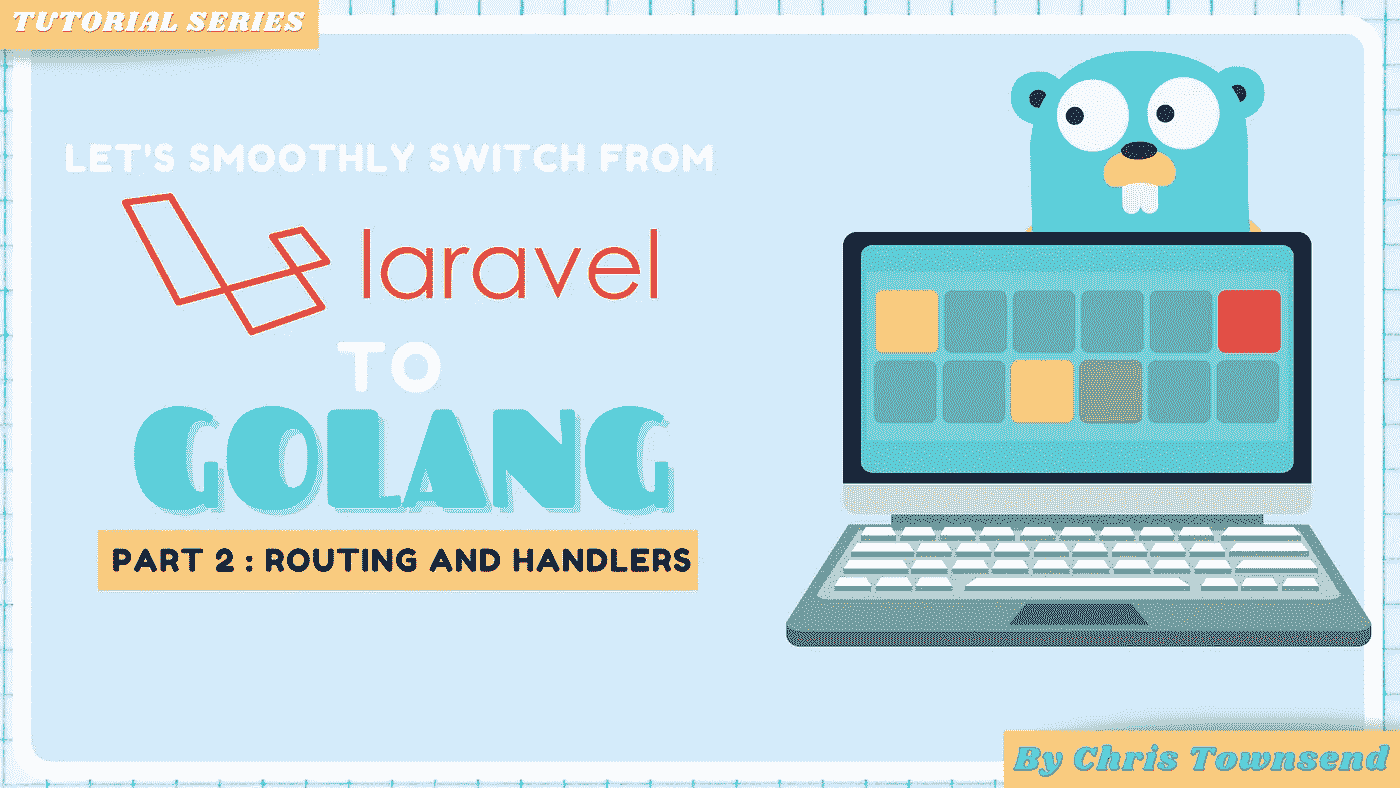 TUTORIAL SERIES
LET'S SMOOTHLY SWITCH FROM
laravel
TO
GOLANG
PART 2 : ROUTING AND HANDLERS
By Chris Townsend